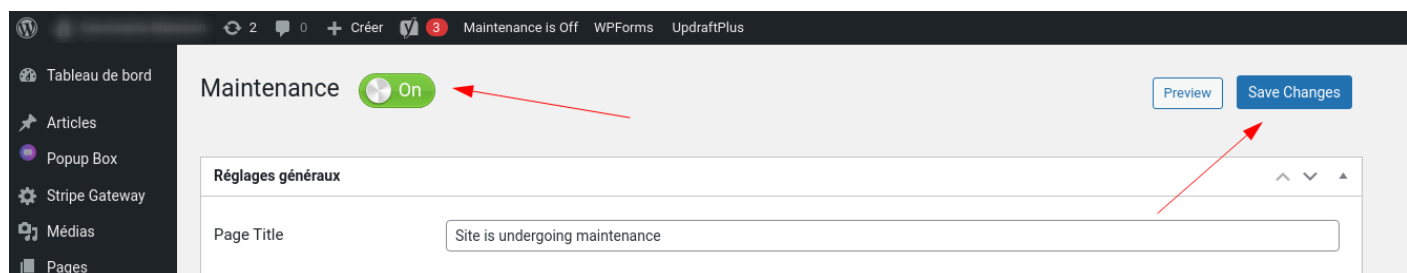 2 0 + Créer 3 Maintenance is Off WPForms UpdraftPlus
Tableau de bord
Maintenance On
Preview Save Changes
Articles
Popup Box
Réglages généraux
Stripe Gateway
Médias
Page Title Site is undergoing maintenance
Pages